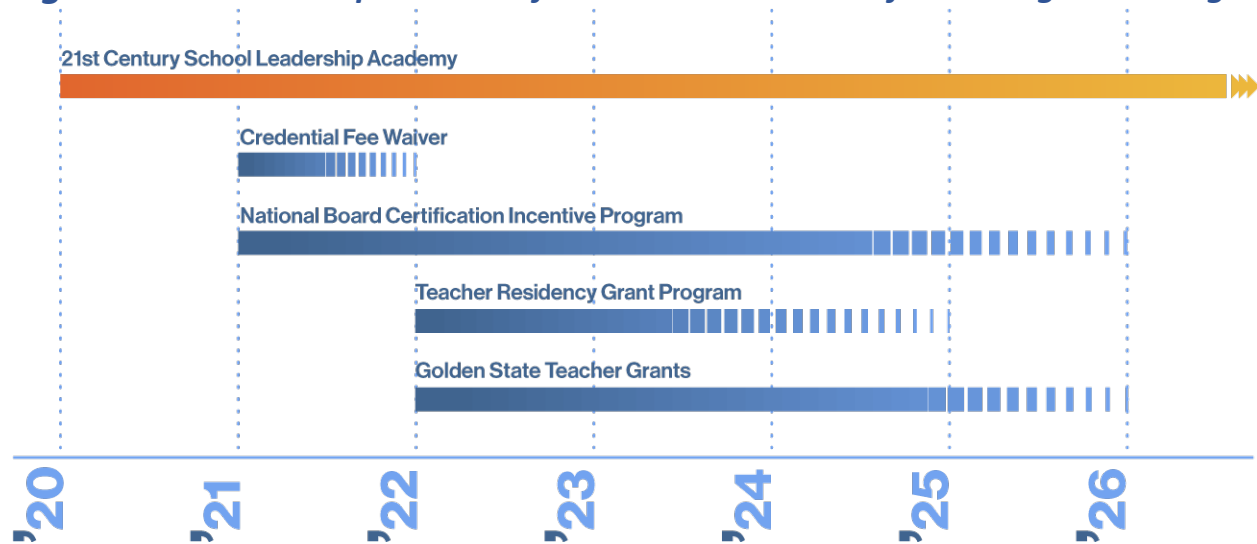 21st Century School Leadership Academy
Credential Fee Waiver
National Board Certification Incentive Program
Teacher Residency Grant Program
Golden State Teacher Grants
'20
'21
'22
'23
'24
'25
'26